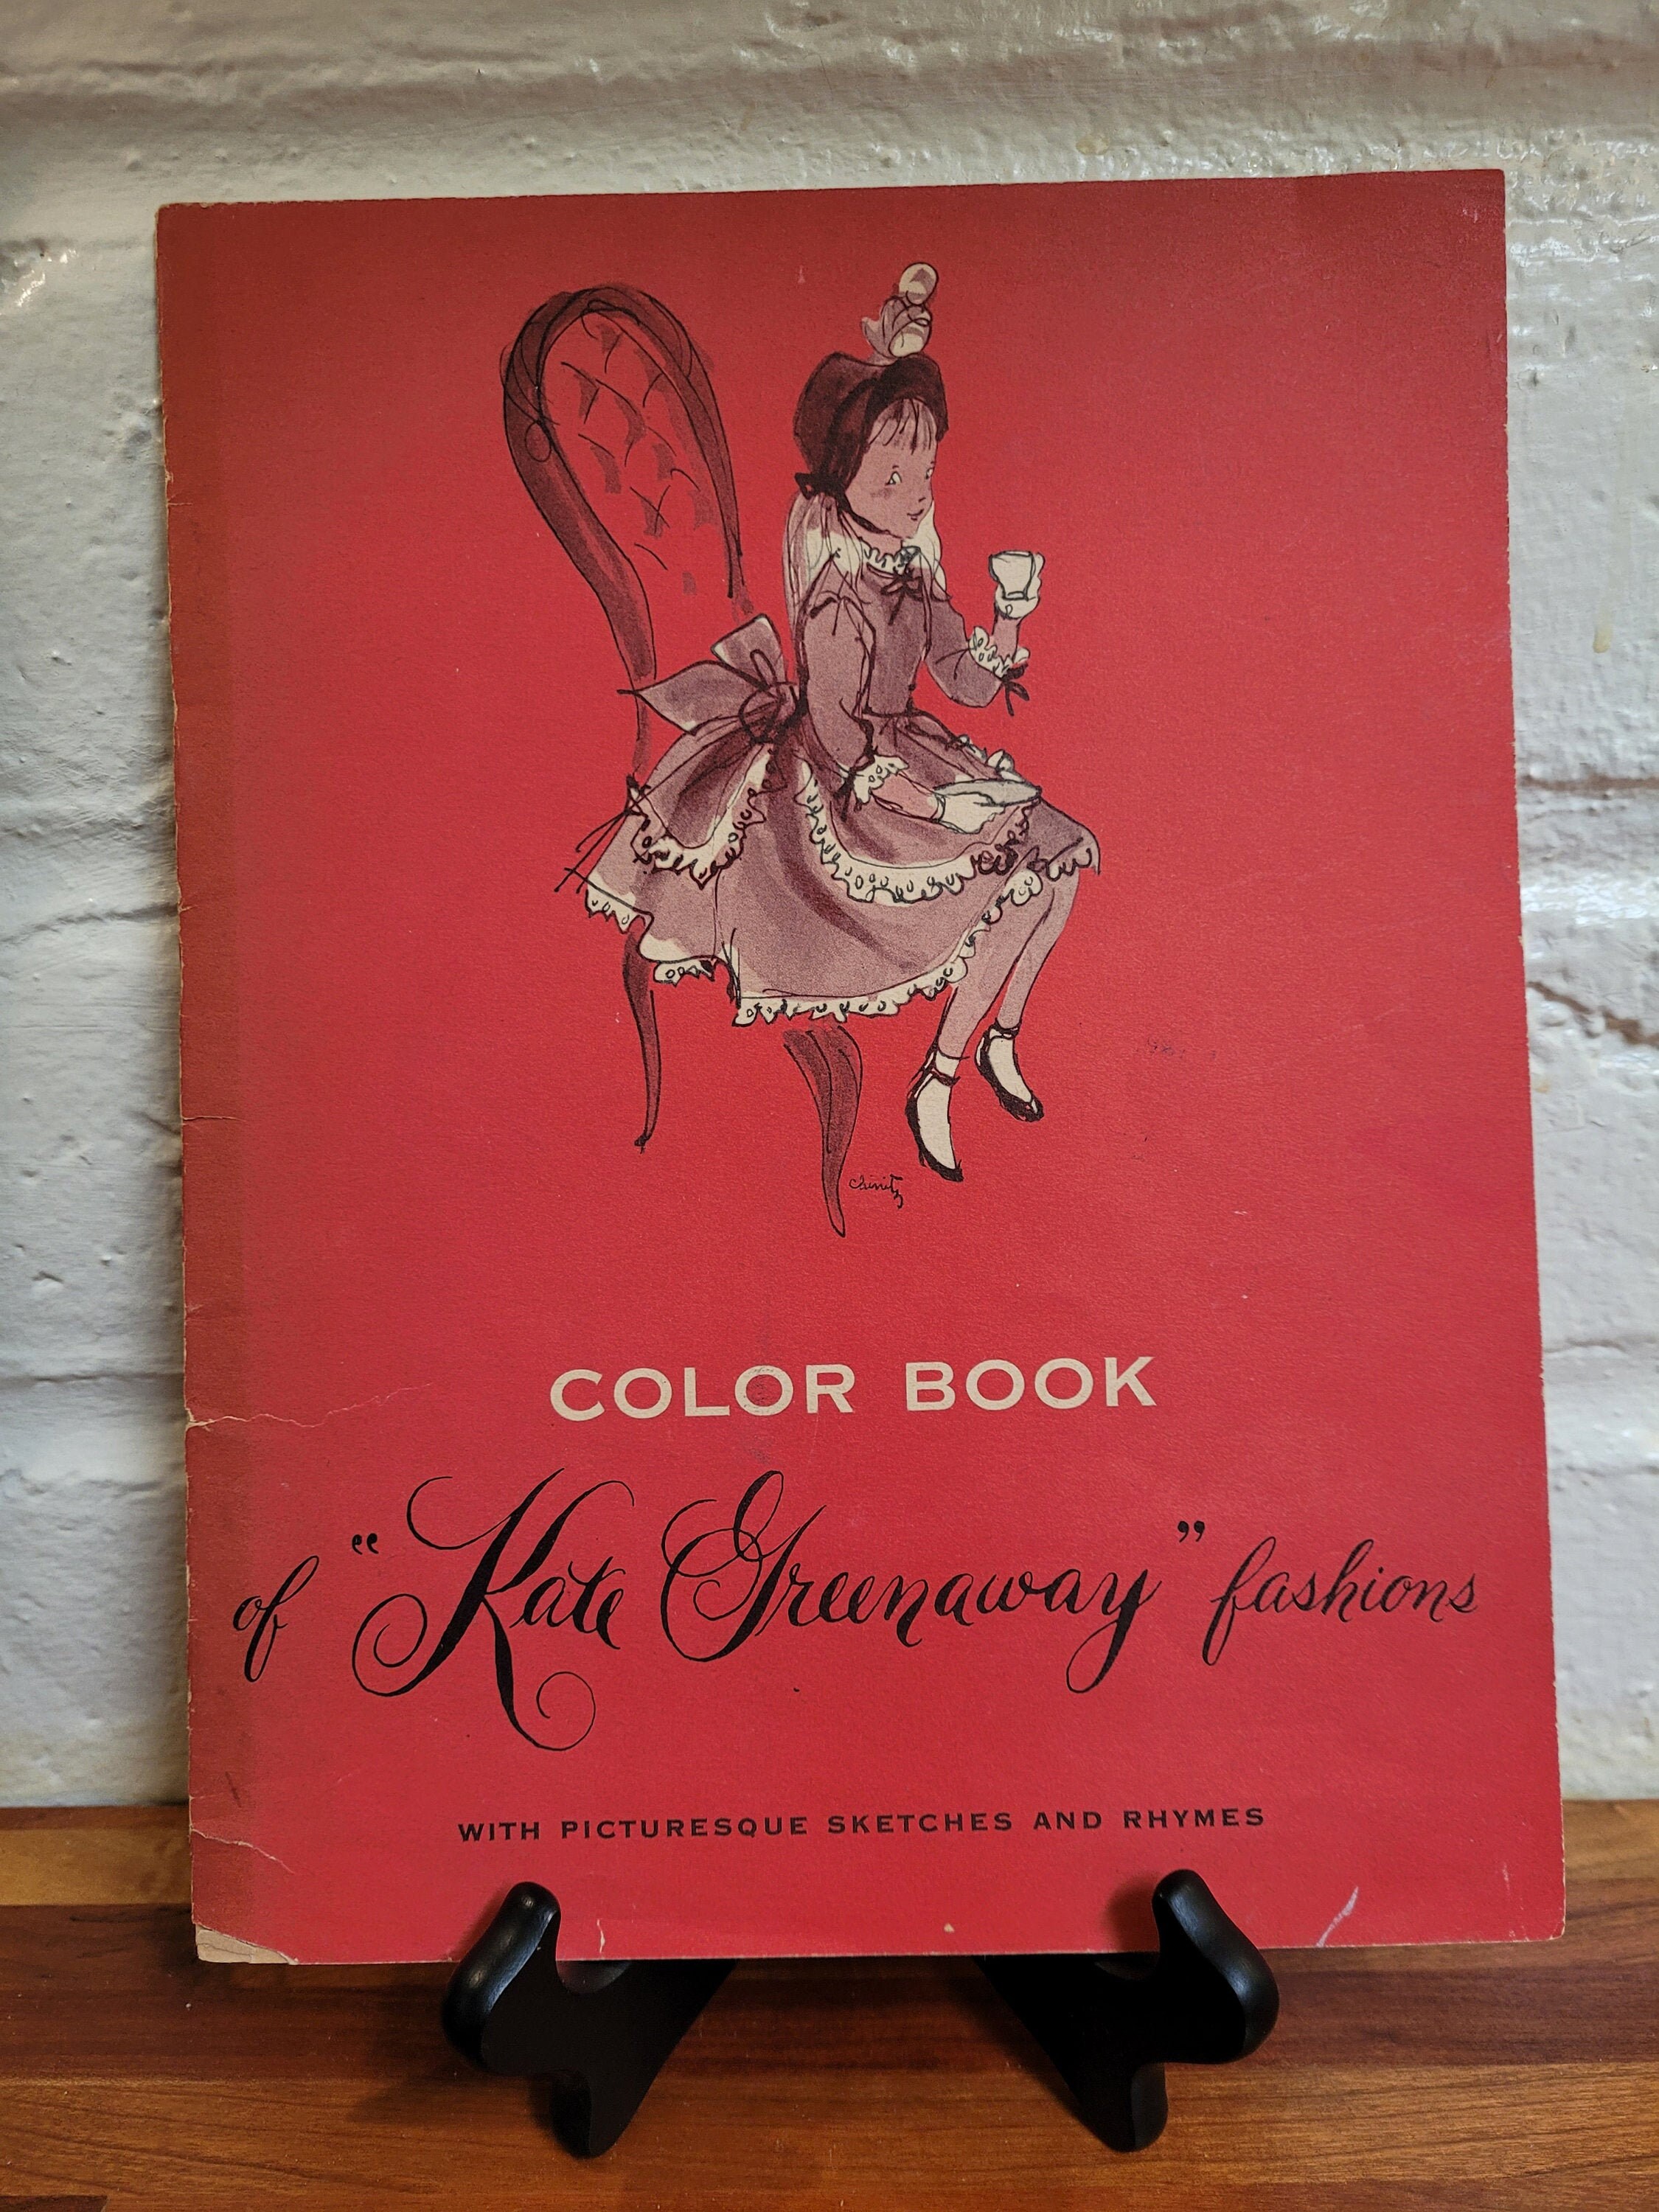 COLOR BOOK
of “Kate Greenaway” fashions
WITH PICTURESQUE SKETCHES AND RHYMES